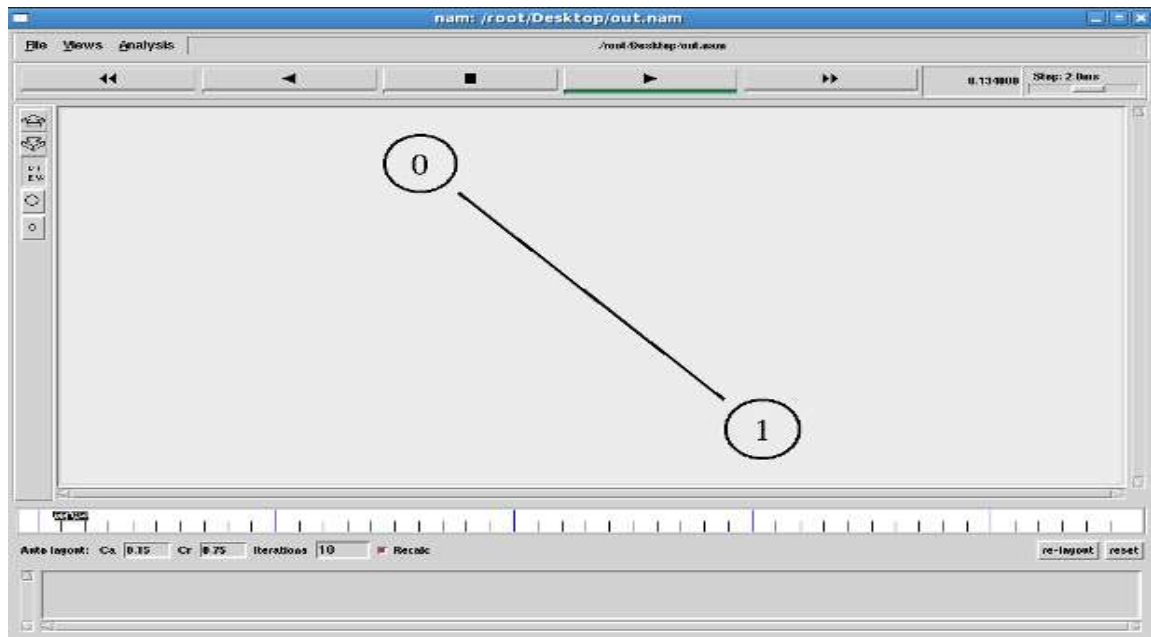 nam: /root/Desktop/out.nam
File Views Analysis /root/Desktop/out.nam
0.134000 Step: 2.0ms
0
1
Auto layout: Ca 0.15 Cr 0.75 Iterations 10 Recalc re-layout reset